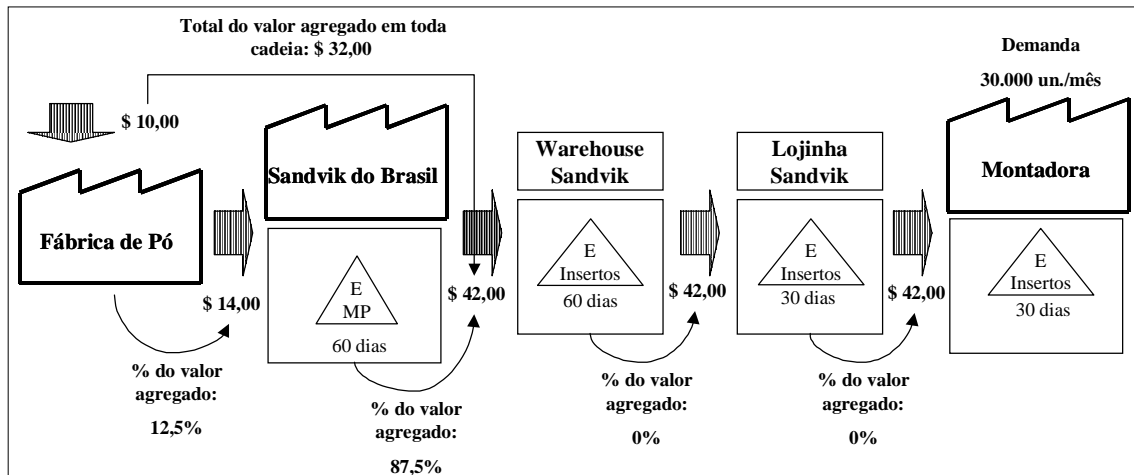 Total do valor agregado em toda
cadeia: $ 32,00
Demanda
30.000 un./mês
$ 10,00
Fábrica de Pó
$ 14,00
% do valor
agregado:
12,5%
Sandvik do Brasil
E
MP
60 dias
$ 42,00
% do valor
agregado:
87,5%
Warehouse
Sandvik
E
Insertos
60 dias
$ 42,00
% do valor
agregado:
0%
Lojinha
Sandvik
E
Insertos
30 dias
$ 42,00
% do valor
agregado:
0%
Montadora
E
Insertos
30 dias